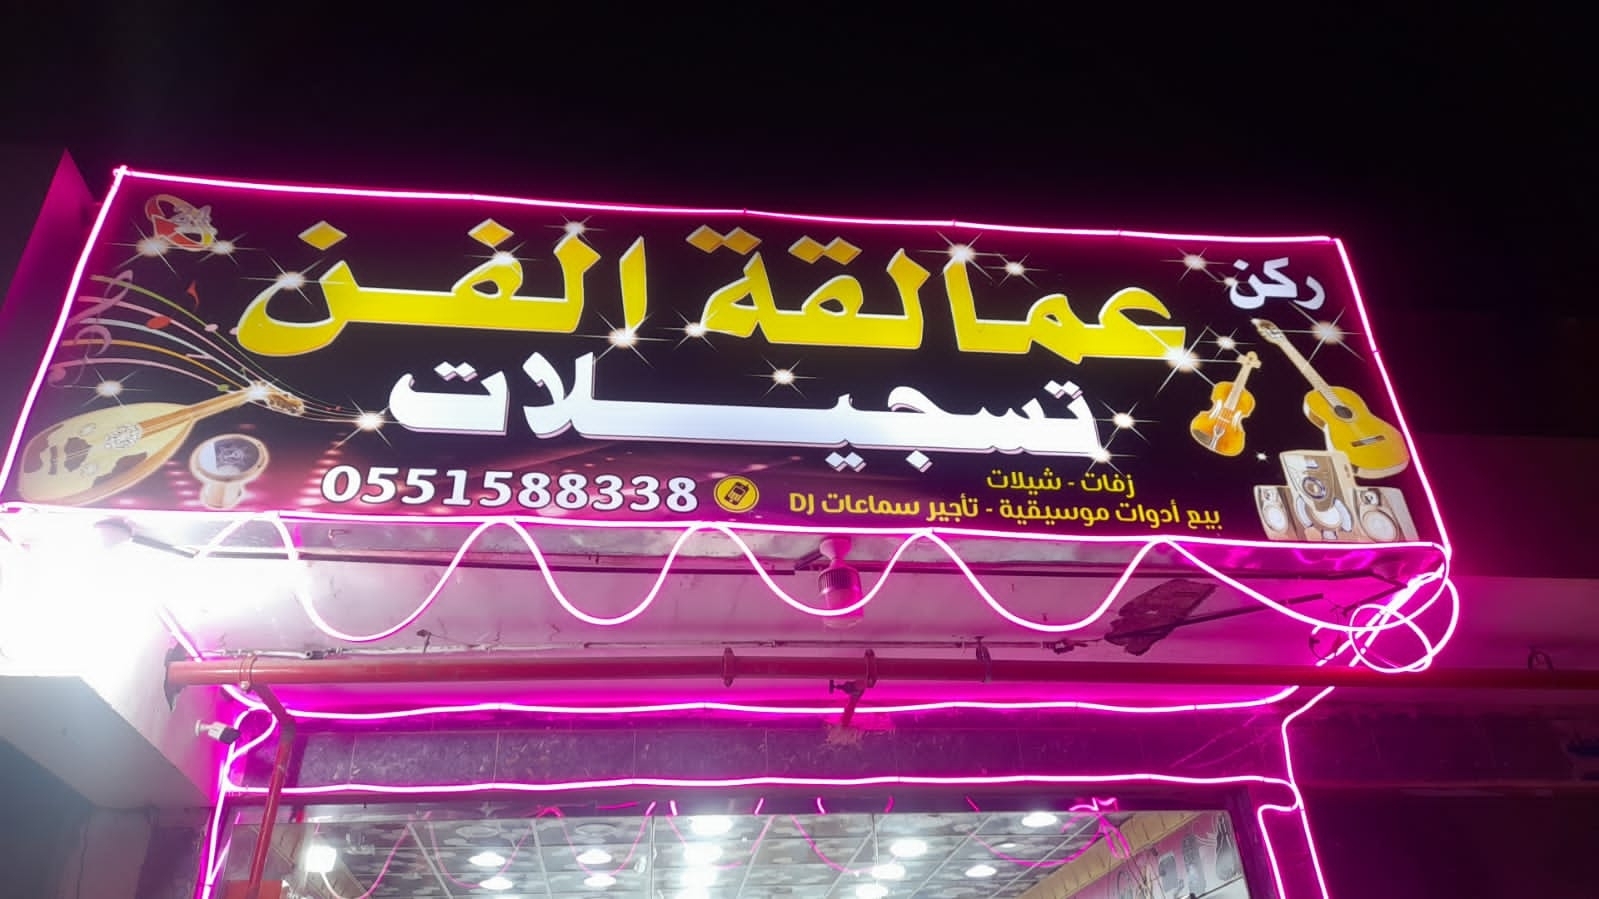 ركن
عمالقة الفن
تسجيلات
زفات - شيلات
بيع أدوات موسيقية - تأجير سماعات DJ
0551588338